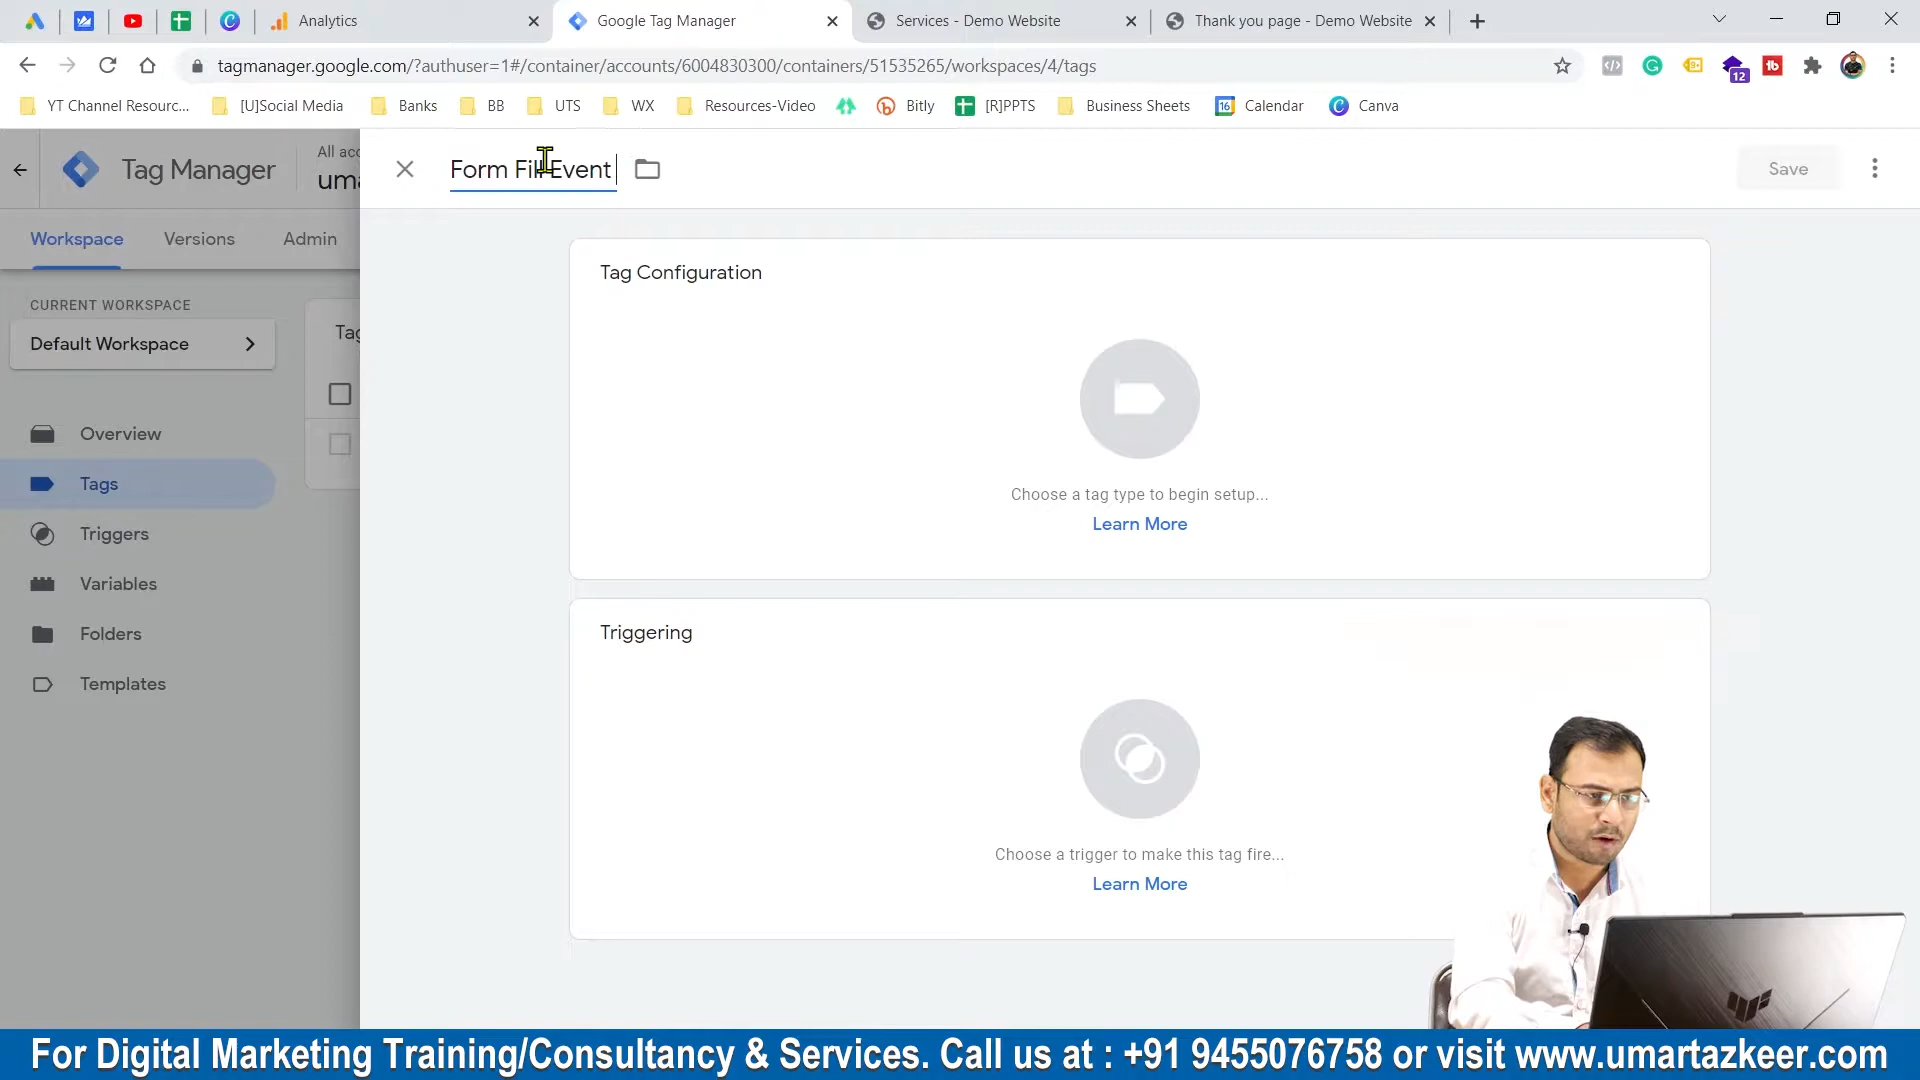 Analytics
Google Tag Manager
Services - Demo Website
Thank you page - Demo Website
tagmanager.google.com/?authuser=1#/container/accounts/6004830300/containers/51535265/workspaces/4/tags
12
YT Channel Resourc...
[U]Social Media
Banks
BB
UTS
WX
Resources-Video
Bitly
[R]PPTS
Business Sheets
16
Calendar
Canva
Tag Manager
All acc
uma
Form Fill Event
Save
Workspace
Versions
Admin
CURRENT WORKSPACE
Default Workspace
Tag
Overview
Tags
Triggers
Variables
Folders
Templates
Tag Configuration
Choose a tag type to begin setup...
Learn More
Triggering
Choose a trigger to make this tag fire...
Learn More
For Digital Marketing Training/Consultancy & Services. Call us at : +91 9455076758 or visit www.umartazkeer.com